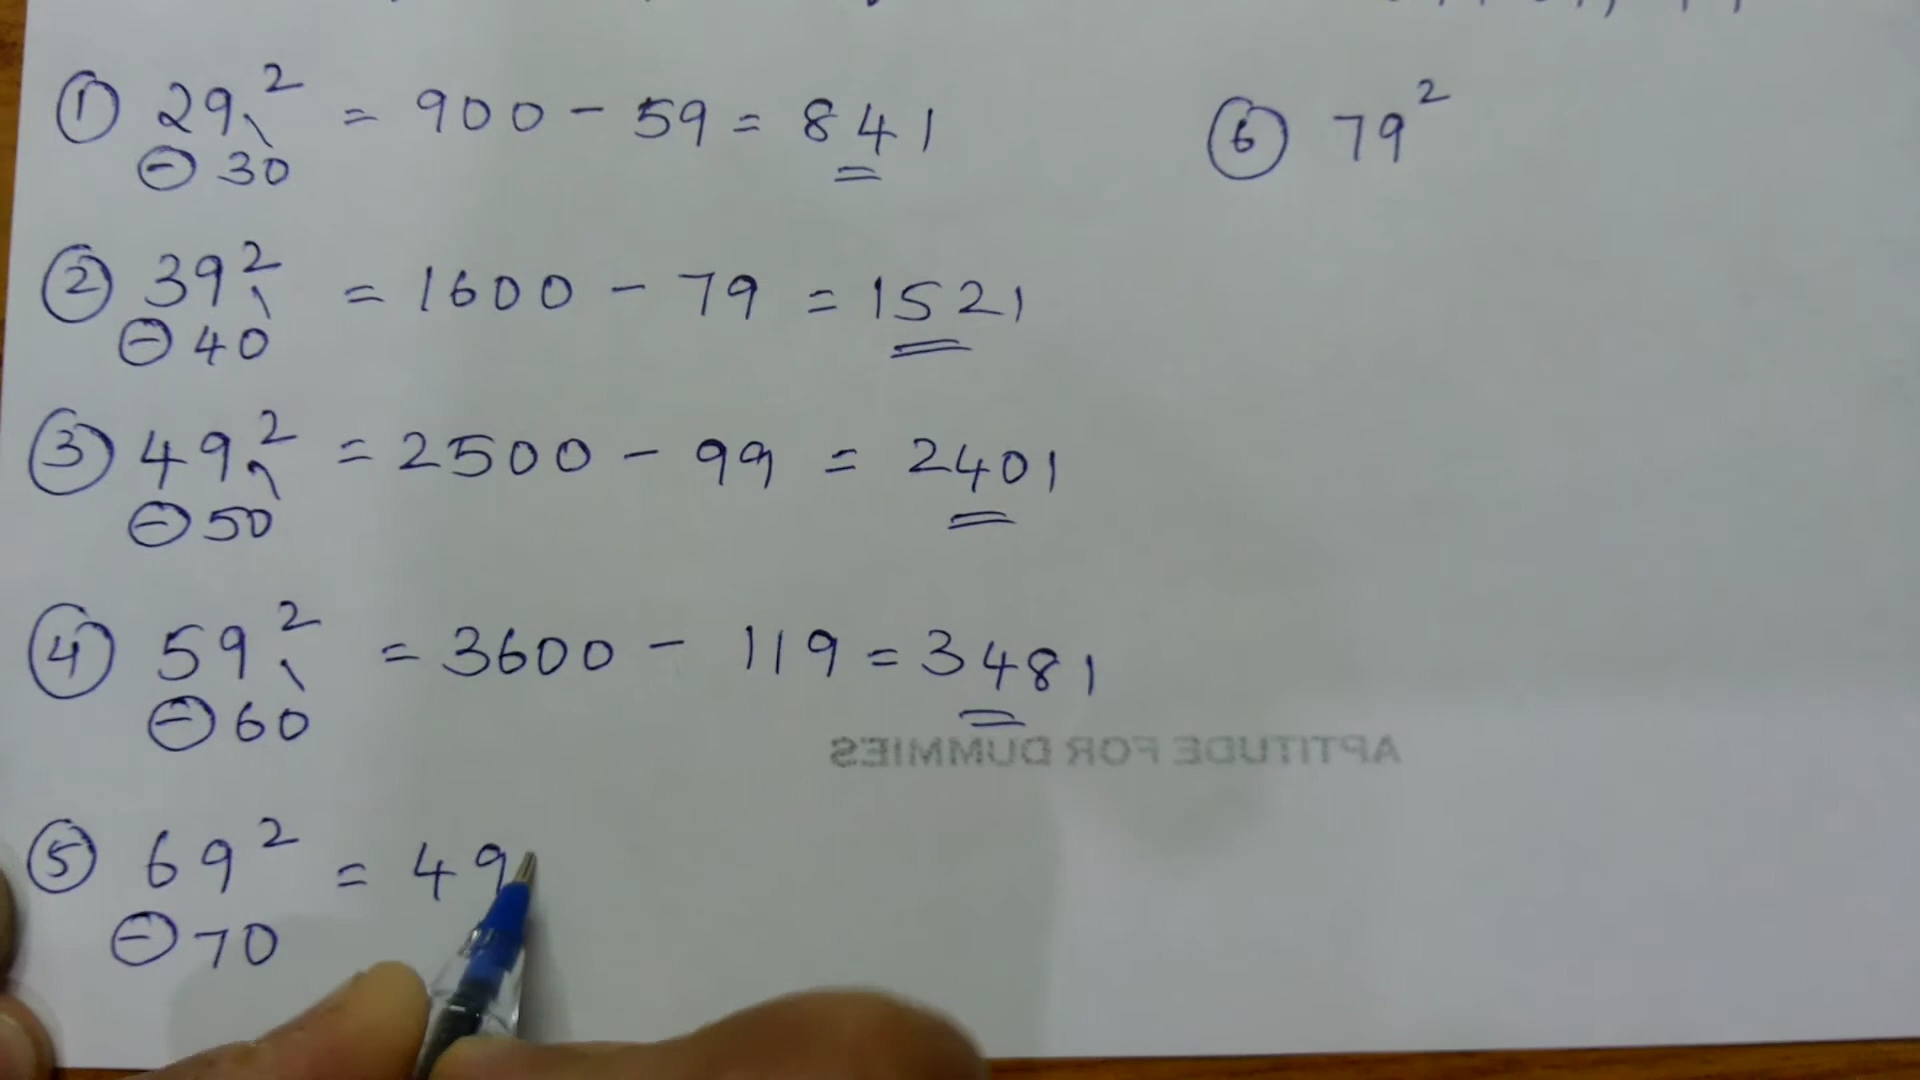 ① 29² = 900 - 59 = 841
⊖ 30
② 39² = 1600 - 79 = 1521
⊖ 40
③ 49² = 2500 - 99 = 2401
⊖ 50
④ 59² = 3600 - 119 = 3481
⊖ 60
⑤ 69² = 49
⊖ 70
⑥ 79²
APTITUDE FOR DUMMIES